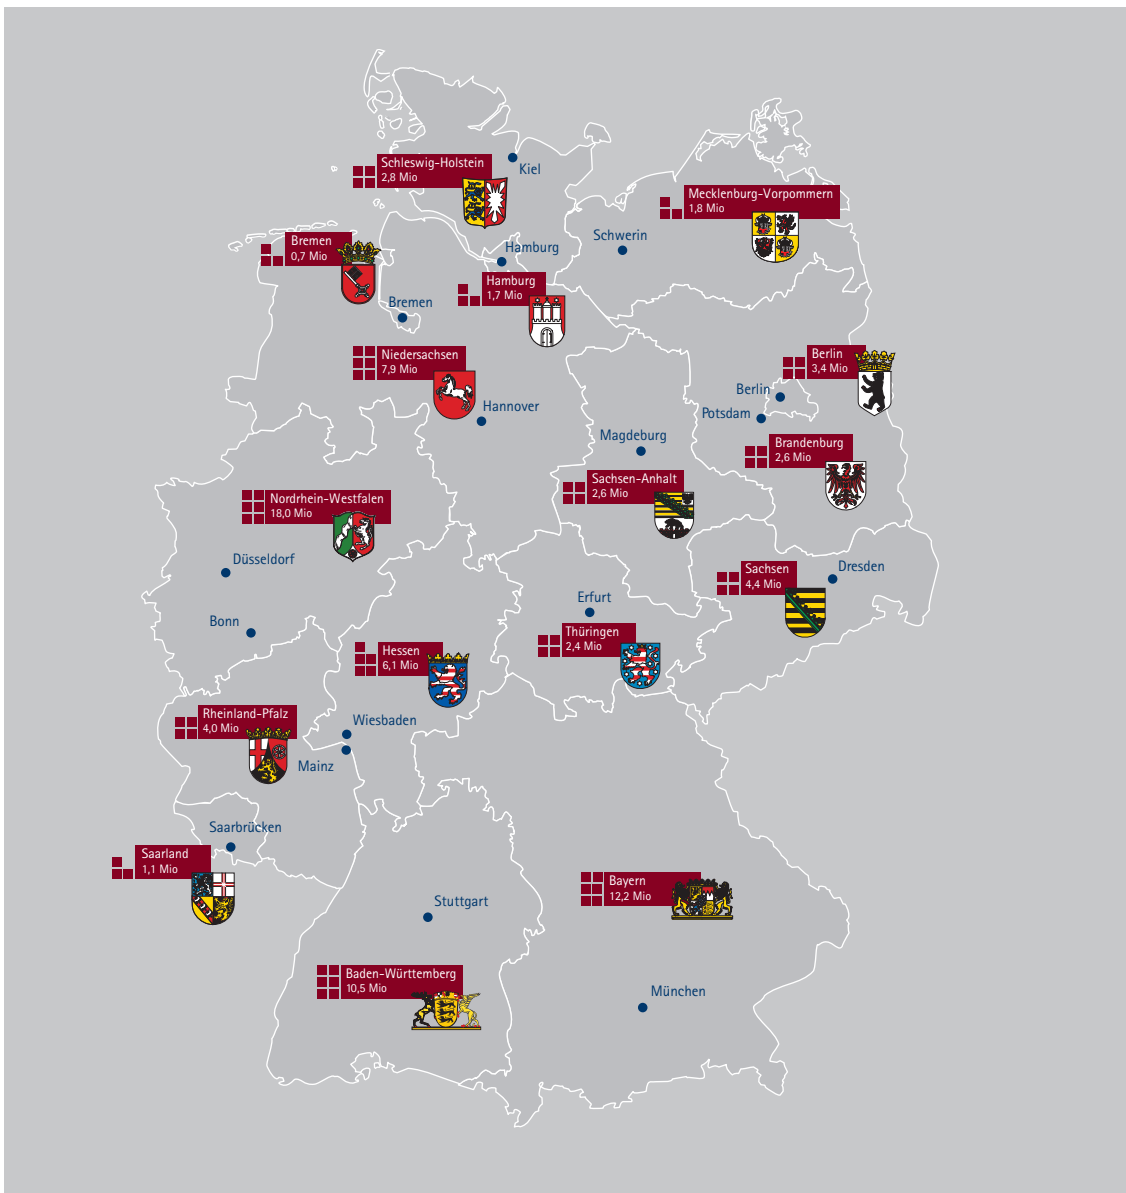 Schleswig-Holstein
2,8 Mio
Kiel
Mecklenburg-Vorpommern
1,8 Mio
Schwerin
Bremen
0,7 Mio
Hamburg
Hamburg
1,7 Mio
Bremen
Niedersachsen
7,9 Mio
Hannover
Berlin
3,4 Mio
Berlin
Potsdam
Magdeburg
Brandenburg
2,6 Mio
Sachsen-Anhalt
2,6 Mio
Nordrhein-Westfalen
18,0 Mio
Düsseldorf
Dresden
Sachsen
4,4 Mio
Erfurt
Bonn
Thüringen
2,4 Mio
Hessen
6,1 Mio
Rheinland-Pfalz
4,0 Mio
Wiesbaden
Mainz
Saarbrücken
Saarland
1,1 Mio
Bayern
12,2 Mio
Stuttgart
Baden-Württemberg
10,5 Mio
München